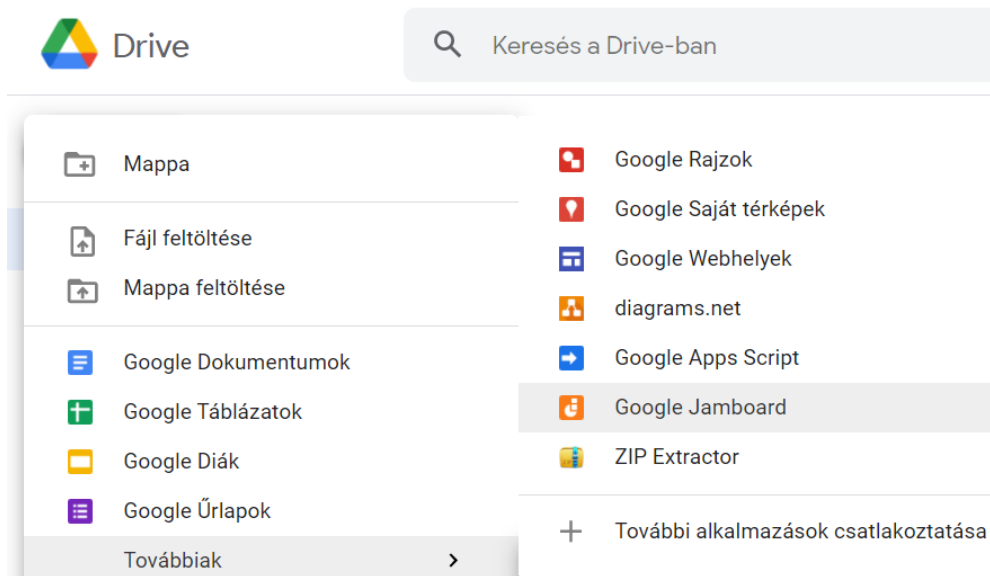 Drive
Keresés a Drive-ban
Mappa
Fájl feltöltése
Mappa feltöltése
Google Dokumentumok
Google Táblázatok
Google Diák
Google Űrlapok
Továbbiak
Google Rajzok
Google Saját térképek
Google Webhelyek
diagrams.net
Google Apps Script
Google Jamboard
ZIP Extractor
További alkalmazások csatlakoztatása